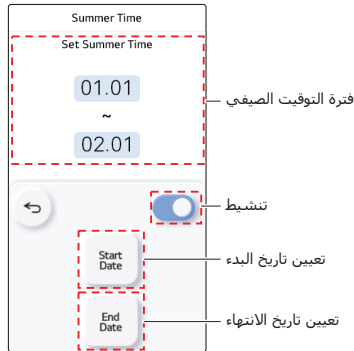 Summer Time
Set Summer Time
01.01
~
02.01
فترة التوقيت الصيفي
تنشيط
Start
Date
تعيين تاريخ البدء
End
Date
تعيين تاريخ الانتهاء